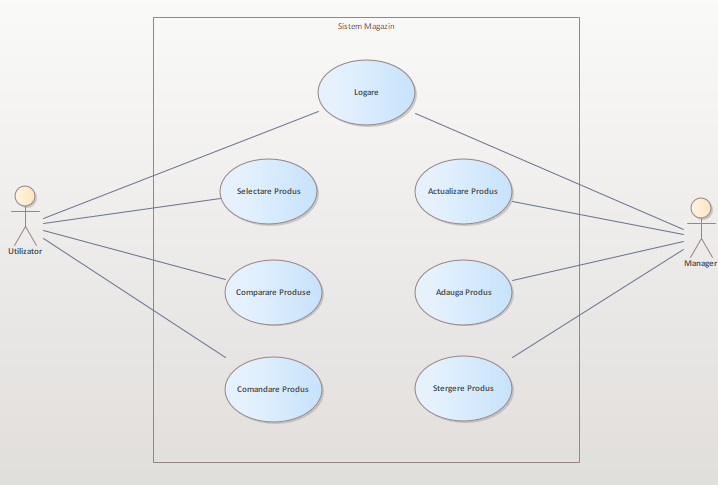 Sistem Magazin
Logare
Selectare Produs
Actualizare Produs
Utilizator
Manager
Comparare Produse
Adauga Produs
Comandare Produs
Stergere Produs